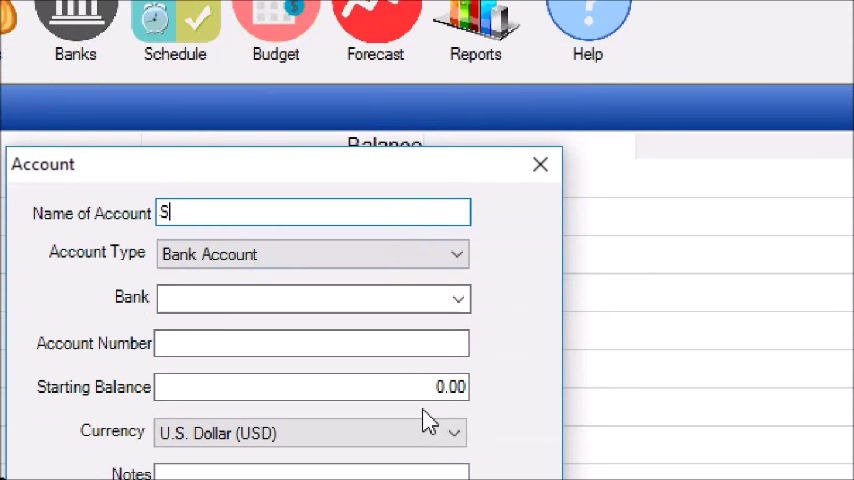 Banks Schedule Budget Forecast Reports Help
Balance
Account
Name of Account S
Account Type Bank Account
Bank
Account Number
Starting Balance 0.00
Currency U.S. Dollar (USD)
Notes